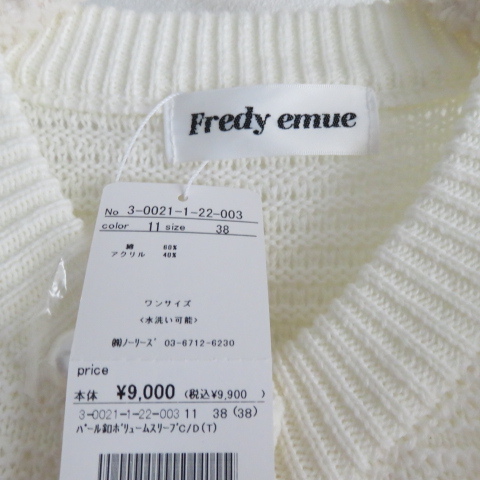 Fredy emue
No 3-0021-1-22-003
color 11 size 38
綿 60%
アクリル 40%
ワンサイズ
<水洗い可能>
㈱ノーリーズ 03-6712-6230
price
本体 ¥9,000 (税込¥9,900)
3-0021-1-22-003 11 38 (38)
パール釦ボリュームスリーブC/D(T)